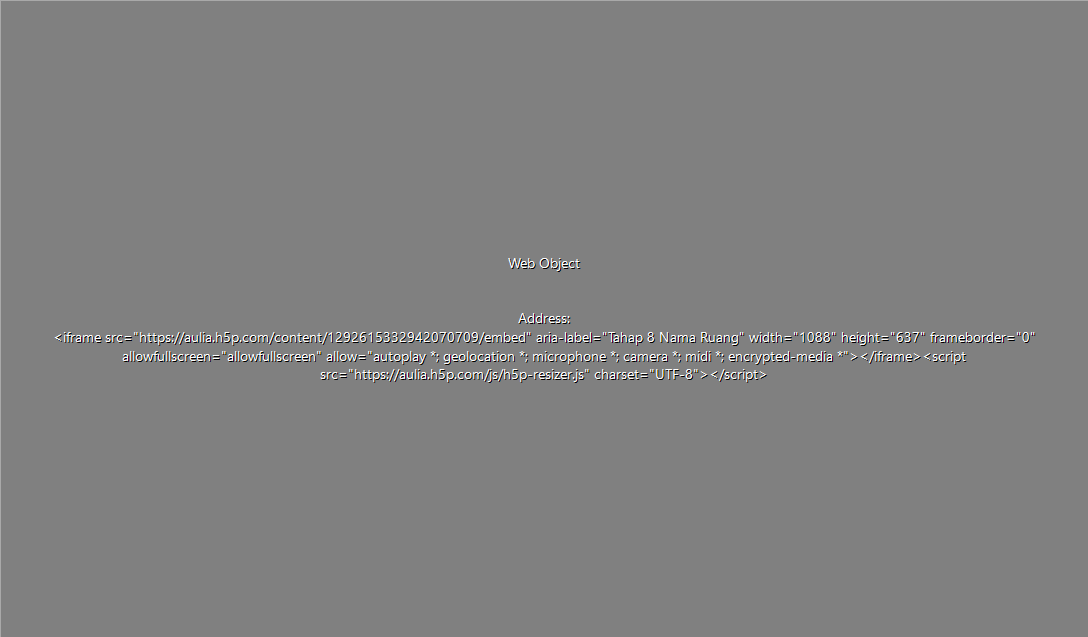 Web Object
Address:
<iframe src="https://aulia.h5p.com/content/1292615332942070709/embed" aria-label="Tahap 8 Nama Ruang" width="1088" height="637" frameborder="0"
allowfullscreen="allowfullscreen" allow="autoplay *; geolocation *; microphone *; camera *; midi *; encrypted-media *"></iframe><script
src="https://aulia.h5p.com/js/h5p-resizer.js" charset="UTF-8"></script>